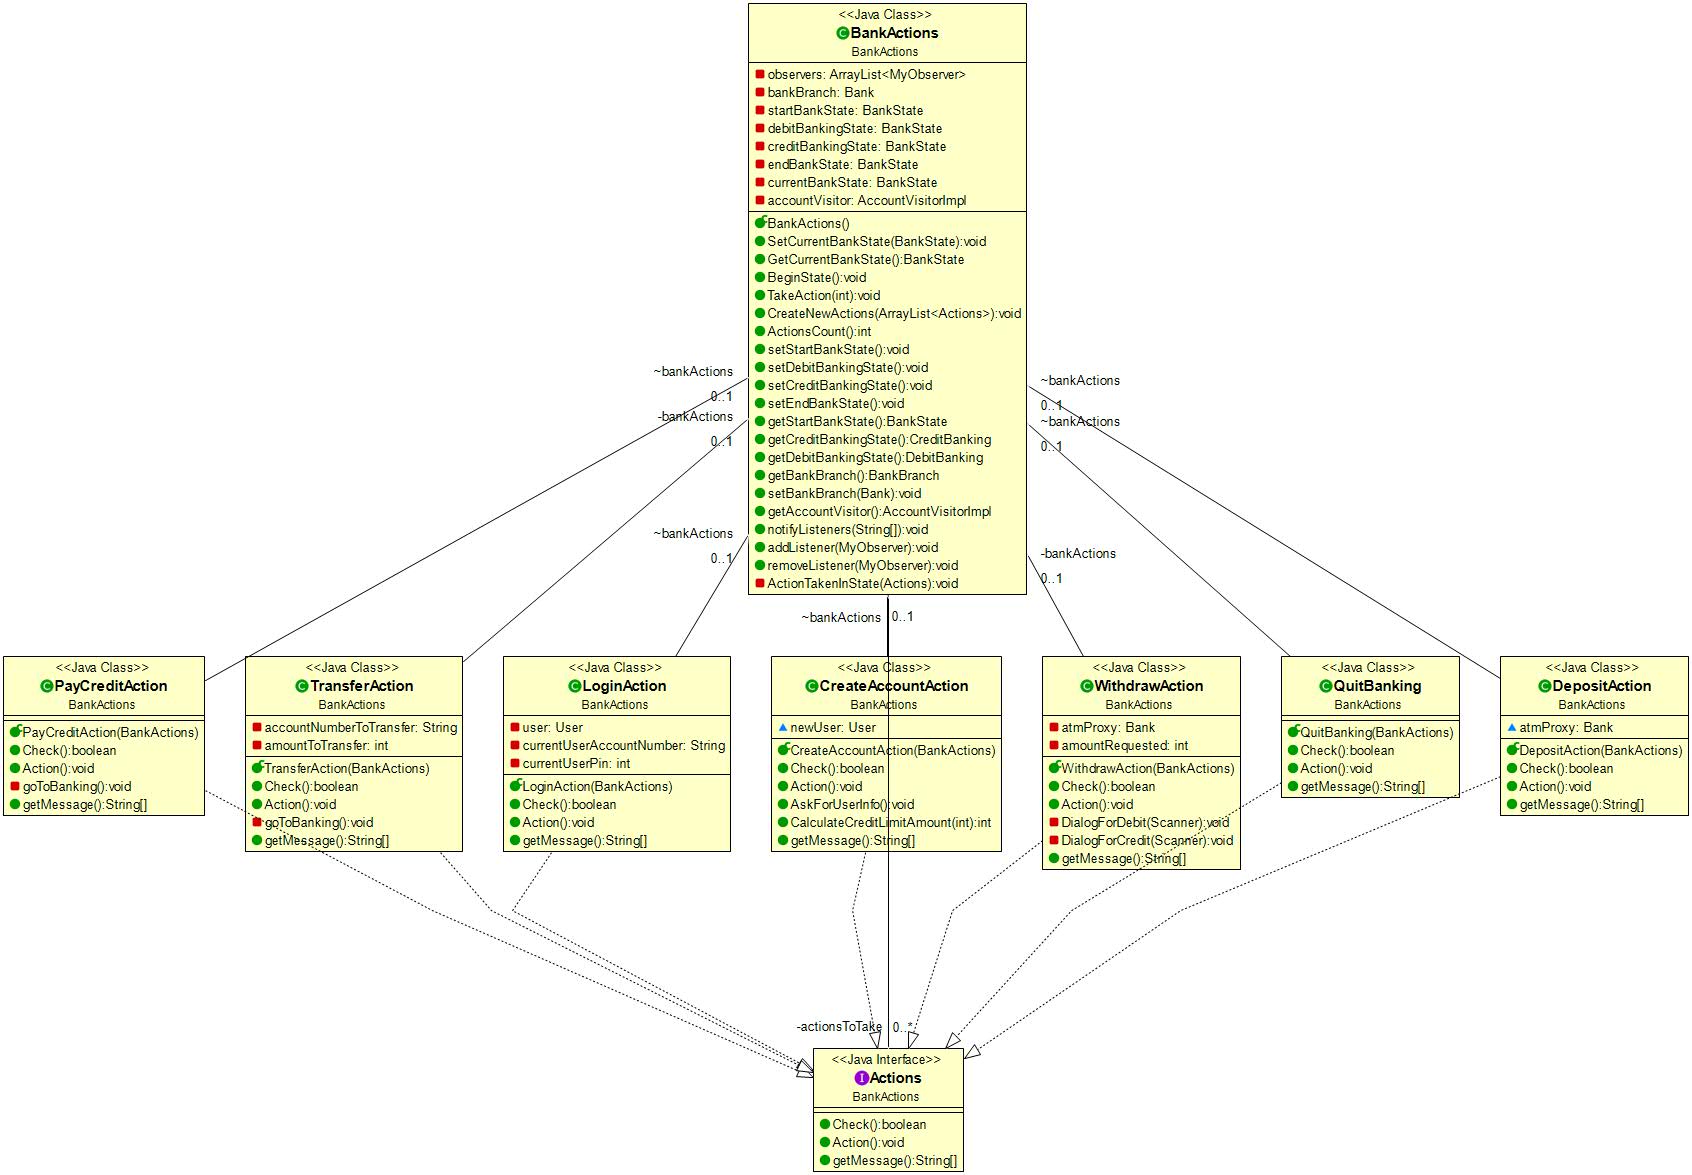 <<Java Class>>
BankActions
BankActions
observers: ArrayList<MyObserver>
bankBranch: Bank
startBankState: BankState
debitBankingState: BankState
creditBankingState: BankState
endBankState: BankState
currentBankState: BankState
accountVisitor: AccountVisitorImpl
BankActions()
SetCurrentBankState(BankState):void
GetCurrentBankState():BankState
BeginState():void
TakeAction(int):void
CreateNewActions(ArrayList<Actions>):void
ActionsCount():int
setStartBankState():void
setDebitBankingState():void
setCreditBankingState():void
setEndBankState():void
getStartBankState():BankState
getCreditBankingState():CreditBanking
getDebitBankingState():DebitBanking
getBankBranch():BankBranch
setBankBranch(Bank):void
getAccountVisitor():AccountVisitorImpl
notifyListeners(String[]):void
addListener(MyObserver):void
removeListener(MyObserver):void
ActionTakenInState(Actions):void
~bankActions
0..1
-bankActions
0..1
~bankActions
0..1
~bankActions
0..1
~bankActions
0..1
-bankActions
0..1
~bankActions
0..1
<<Java Class>>
PayCreditAction
BankActions
PayCreditAction(BankActions)
Check():boolean
Action():void
goToBanking():void
getMessage():String[]
<<Java Class>>
TransferAction
BankActions
accountNumberToTransfer: String
amountToTransfer: int
TransferAction(BankActions)
Check():boolean
Action():void
goToBanking():void
getMessage():String[]
<<Java Class>>
LoginAction
BankActions
user: User
currentUserAccountNumber: String
currentUserPin: int
LoginAction(BankActions)
Check():boolean
Action():void
getMessage():String[]
<<Java Class>>
CreateAccountAction
BankActions
newUser: User
CreateAccountAction(BankActions)
Check():boolean
Action():void
AskForUserInfo():void
CalculateCreditLimitAmount(int):int
getMessage():String[]
<<Java Class>>
WithdrawAction
BankActions
atmProxy: Bank
amountRequested: int
WithdrawAction(BankActions)
Check():boolean
Action():void
DialogForDebit(Scanner):void
DialogForCredit(Scanner):void
getMessage():String[]
<<Java Class>>
QuitBanking
BankActions
QuitBanking(BankActions)
Check():boolean
Action():void
getMessage():String[]
<<Java Class>>
DepositAction
BankActions
atmProxy: Bank
DepositAction(BankActions)
Check():boolean
Action():void
getMessage():String[]
-actionsToTake
0..*
<<Java Interface>>
Actions
BankActions
Check():boolean
Action():void
getMessage():String[]